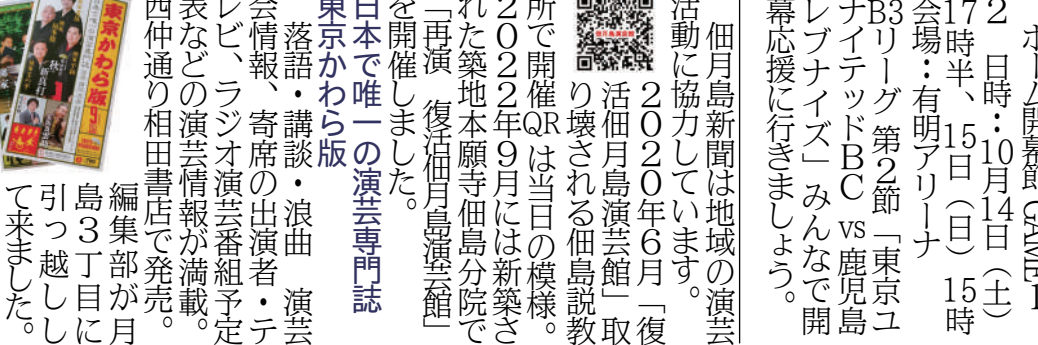 ホーム開幕節 GAME 1
2　日時：10月14日（土）
17時半、15日（日）15時
会場：有明アリーナ
B3リーグ 第2節「東京ユ
ナイテッドBC vs 鹿児島
レブナイズ」みんなで開
幕応援に行きましょう。
佃月島新聞は地域の演芸
活動に協力しています。
2020年6月「復
活佃月島演芸館」取
り壊される佃島説教
所で開催QRは当日の模様。
2022年9月には新築さ
れた築地本願寺佃島分院で
「再演　復活佃月島演芸館」
を開催しました。
日本で唯一の演芸専門誌
東京かわら版
落語・講談・浪曲　演芸
会情報、寄席の出演者・テ
レビ、ラジオ演芸番組予定
表などの演芸情報が満載。
西仲通り相田書店で発売。
東京かわら版
編集部が月
島3丁目に
引っ越しし
て来ました。